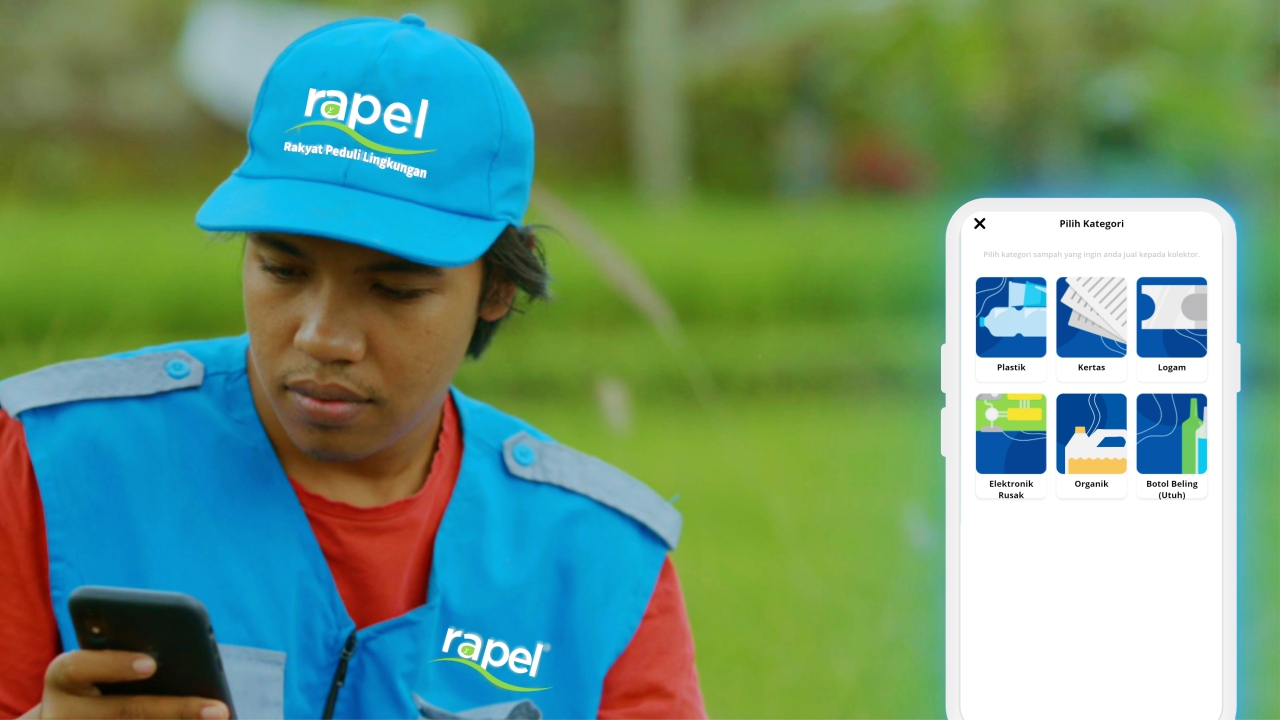 rapel
Rakyat Peduli Lingkungan
rapel
Pilih Kategori
Pilih kategori sampah yang ingin anda jual kepada kolektor.
Plastik
Kertas
Logam
Elektronik
Rusak
Organik
Botol Beling
(Utuh)